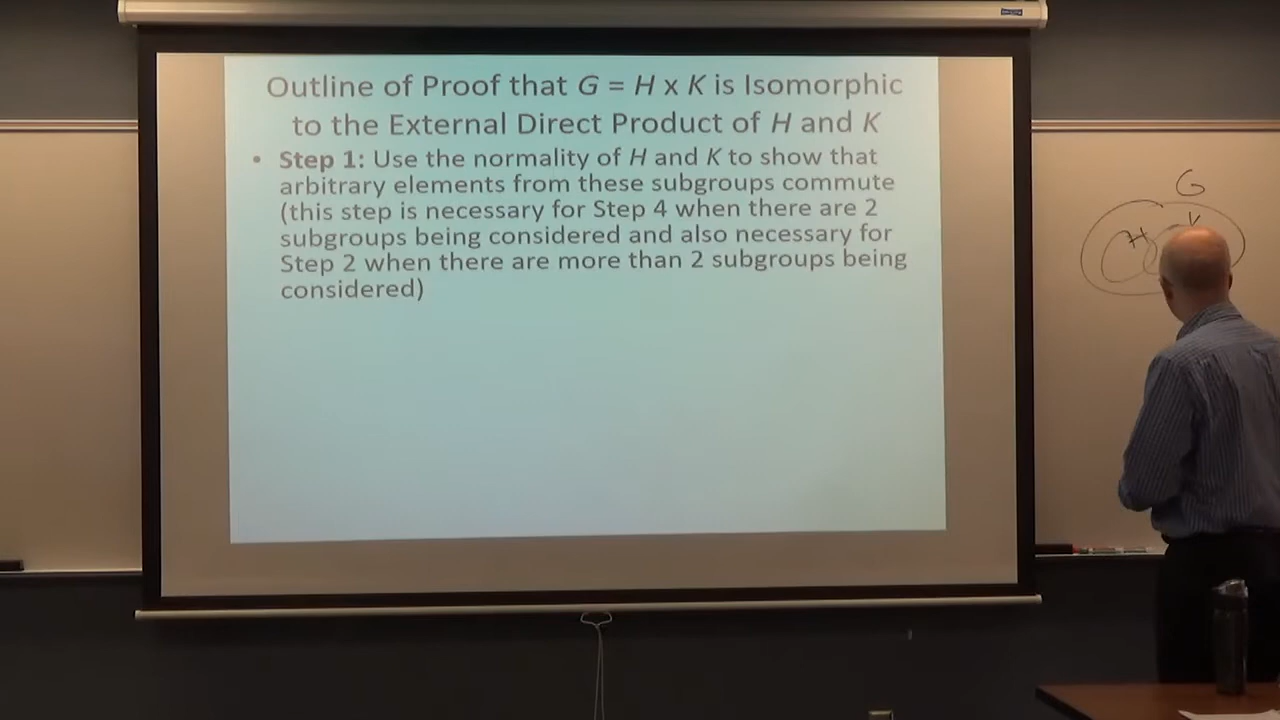 Outline of Proof that G = H x K is Isomorphic
to the External Direct Product of H and K
• Step 1: Use the normality of H and K to show that
arbitrary elements from these subgroups commute
(this step is necessary for Step 4 when there are 2
subgroups being considered and also necessary for
Step 2 when there are more than 2 subgroups being
considered)
G
H